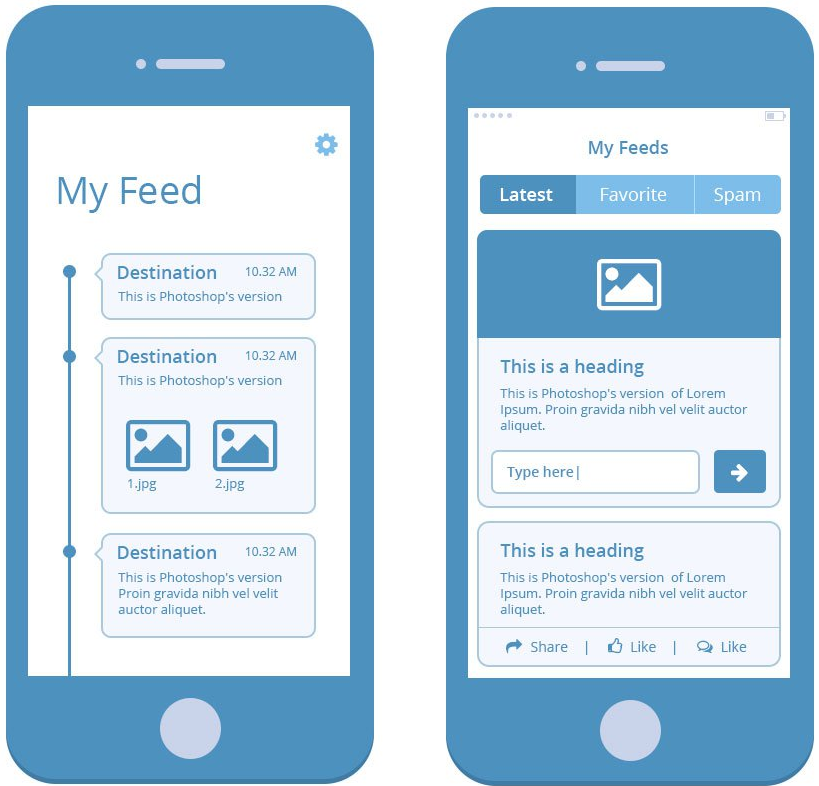 My Feed
Destination 10.32 AM
This is Photoshop's version
Destination 10.32 AM
This is Photoshop's version
1.jpg 2.jpg
Destination 10.32 AM
This is Photoshop's version
Proin gravida nibh vel velit
auctor aliquet.
My Feeds
Latest Favorite Spam
This is a heading
This is Photoshop's version of Lorem
Ipsum. Proin gravida nibh vel velit auctor
aliquet.
Type here|
This is a heading
This is Photoshop's version of Lorem
Ipsum. Proin gravida nibh vel velit auctor
aliquet.
Share | Like | Like